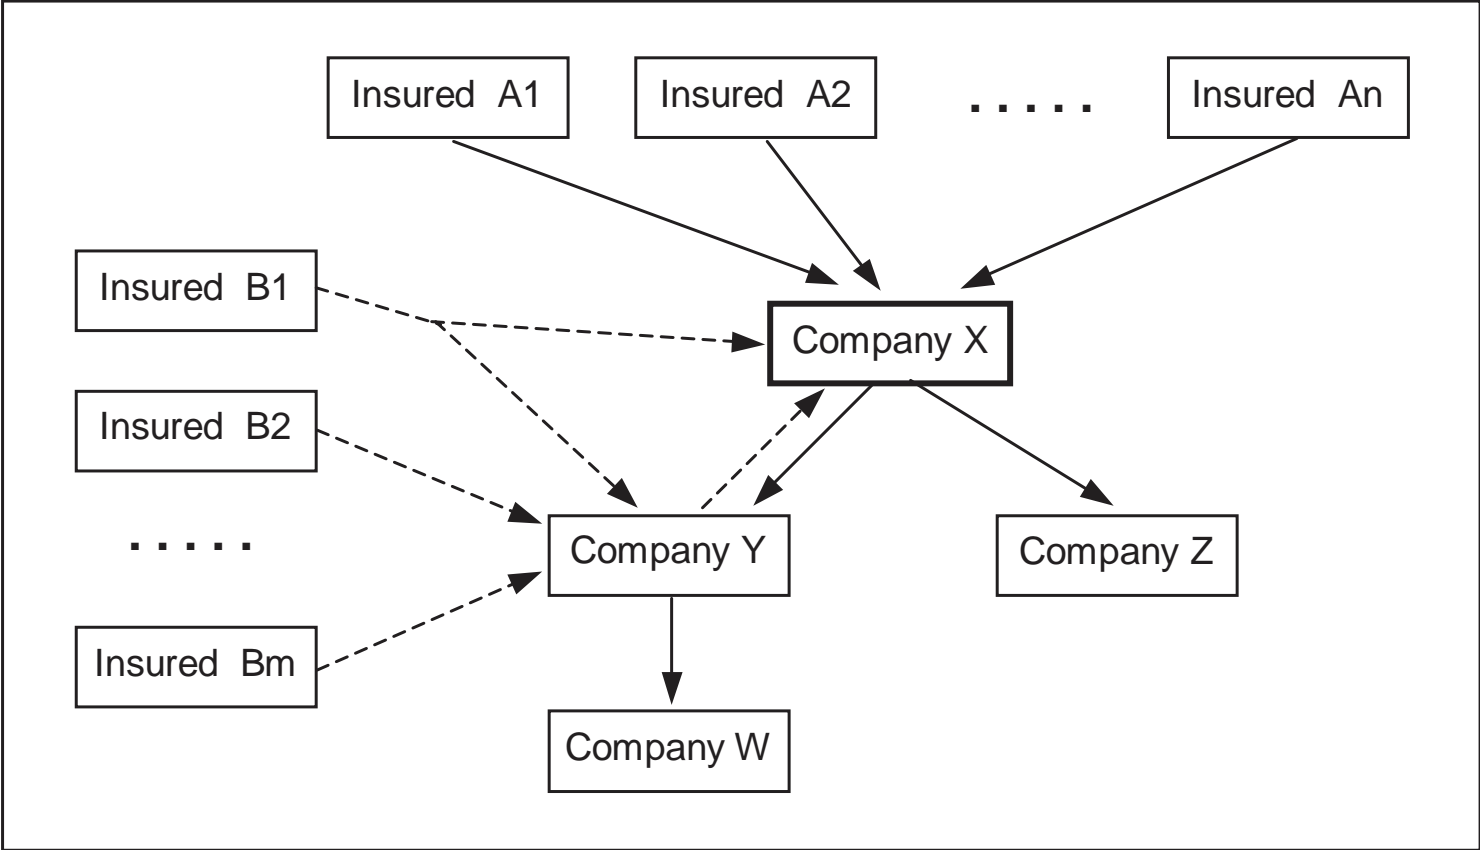 Insured A1
Insured A2
. . . . .
Insured An
Insured B1
Company X
Insured B2
. . . . .
Company Y
Company Z
Insured Bm
Company W